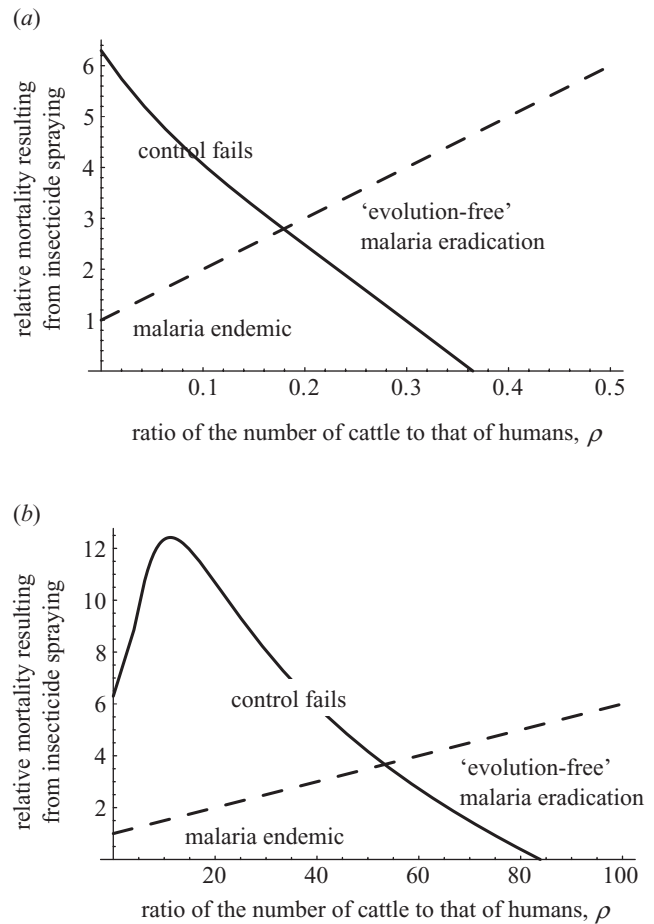 (a)
relative mortality resulting
from insecticide spraying
6
5
4
3
2
1
control fails
'evolution-free'
malaria eradication
malaria endemic
0.1 0.2 0.3 0.4 0.5
ratio of the number of cattle to that of humans, ρ
(b)
relative mortality resulting
from insecticide spraying
12
10
8
6
4
2
control fails
'evolution-free'
malaria eradication
malaria endemic
20 40 60 80 100
ratio of the number of cattle to that of humans, ρ